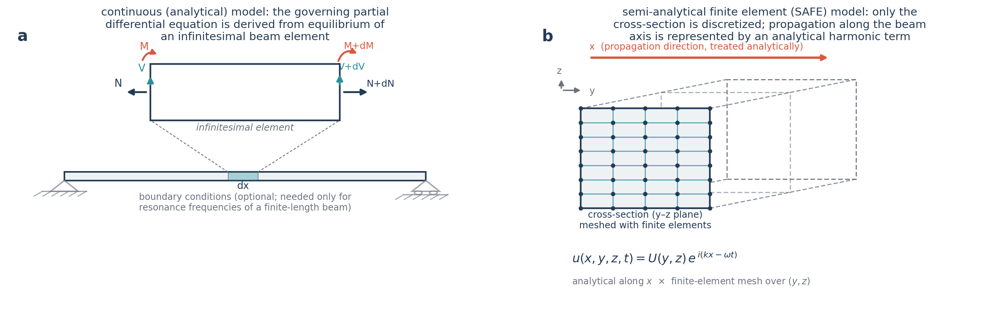 a
continuous (analytical) model: the governing partial
differential equation is derived from equilibrium of
an infinitesimal beam element
M
M+dM
V
V+dV
N
N+dN
infinitesimal element
dx
boundary conditions (optional; needed only for
resonance frequencies of a finite-length beam)
b
semi-analytical finite element (SAFE) model: only the
cross-section is discretized; propagation along the beam
axis is represented by an analytical harmonic term
x (propagation direction, treated analytically)
z
y
cross-section (y–z plane)
meshed with finite elements
u(x, y, z, t) = U(y, z) e^{i(kx − ωt)}
analytical along x × finite-element mesh over (y, z)